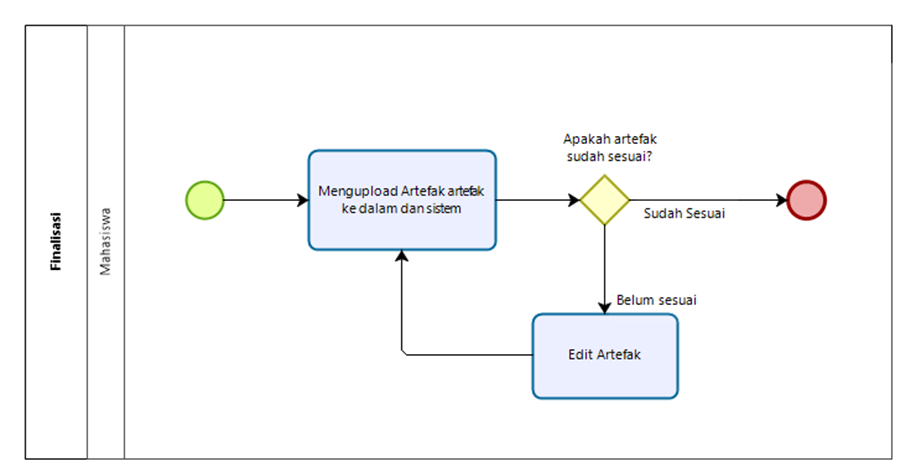 Finalisasi
Mahasiswa
Mengupload Artefak artefak
ke dalam dan sistem
Apakah artefak
sudah sesuai?
Sudah Sesuai
Belum sesuai
Edit Artefak